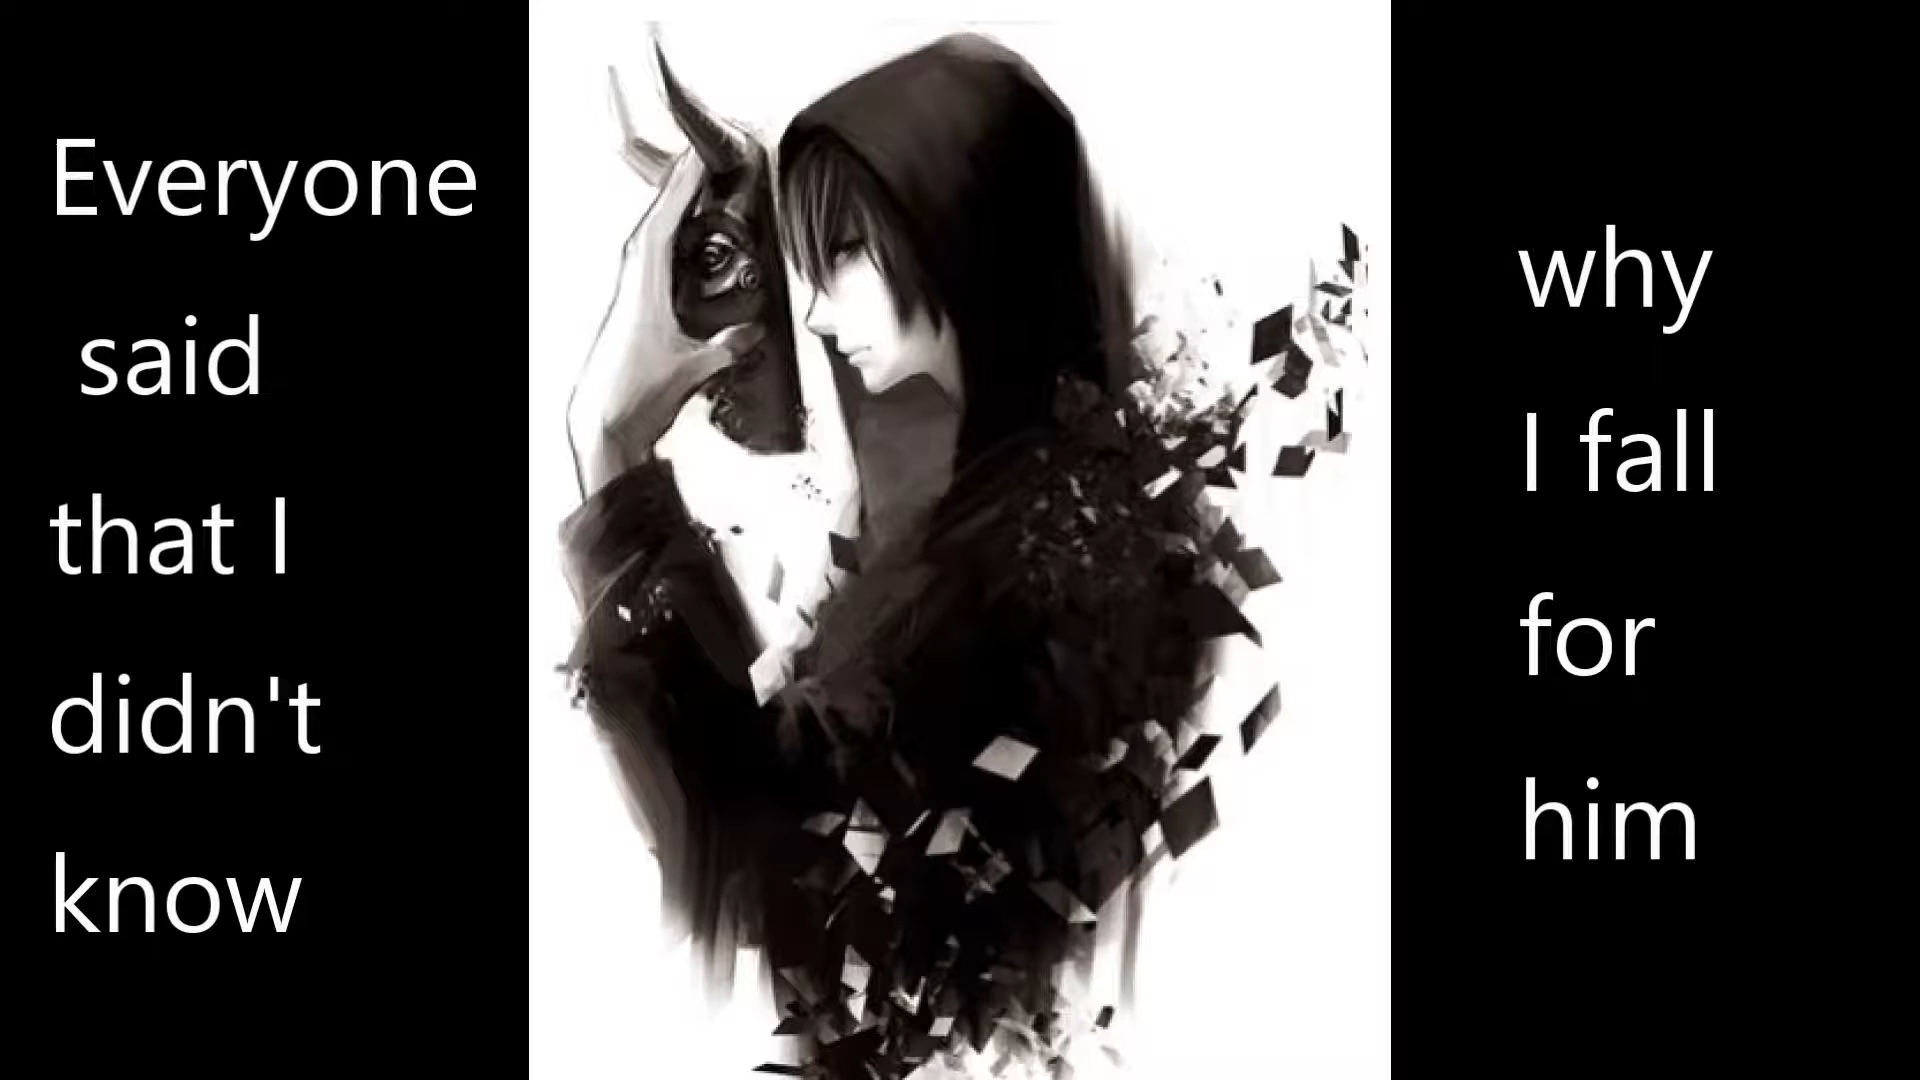 Everyone
said
that I
didn't
know
why
I fall
for
him